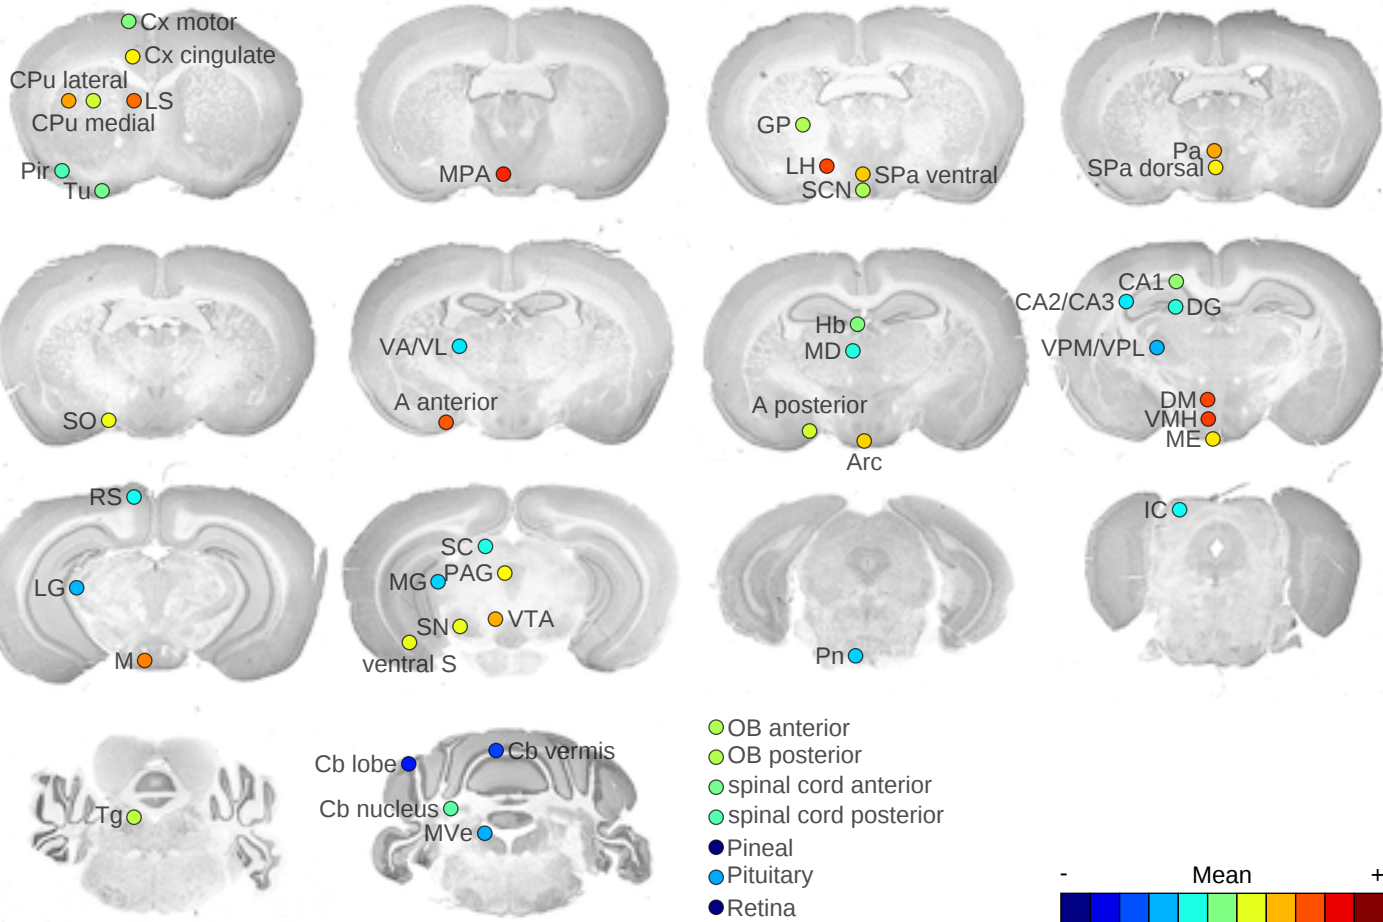 Cx motor
Cx cingulate
CPu lateral
LS
CPu medial
Pir
Tu
MPA
GP
LH
SPa ventral
SCN
Pa
SPa dorsal
SO
VA/VL
A anterior
Hb
MD
A posterior
Arc
CA1
CA2/CA3
DG
VPM/VPL
DM
VMH
ME
RS
LG
M
SC
MG
PAG
SN
VTA
ventral S
Pn
IC
Tg
Cb lobe
Cb vermis
Cb nucleus
MVe
OB anterior
OB posterior
spinal cord anterior
spinal cord posterior
Pineal
Pituitary
Retina
- Mean +